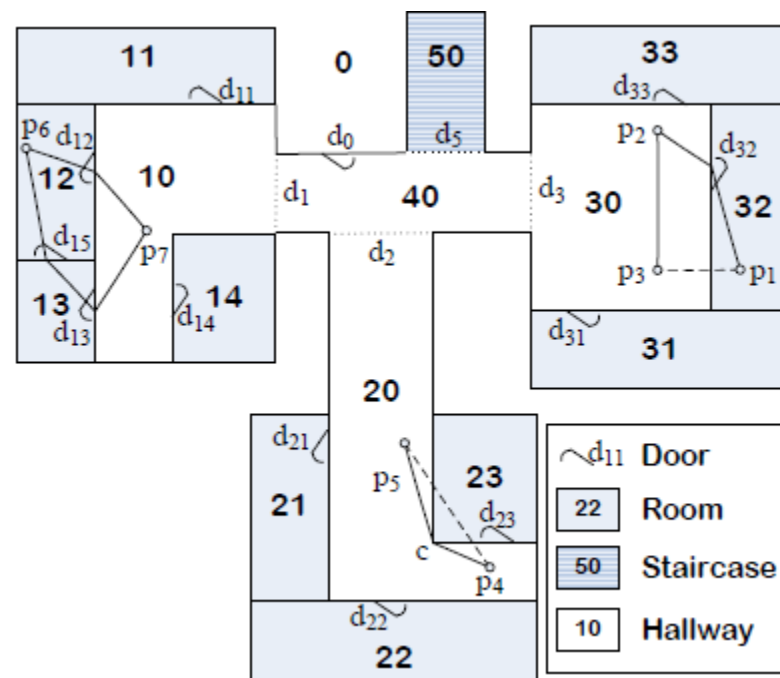 11
0
50
33
d11
d33
p6
d12
d0
d5
p2
d32
12
10
d1
40
d3
30
32
d15
p7
d2
p3
p1
13
14
d13
d14
d31
31
20
d21
p5
23
21
d23
c
p4
d22
22
d11 Door
22 Room
50 Staircase
10 Hallway